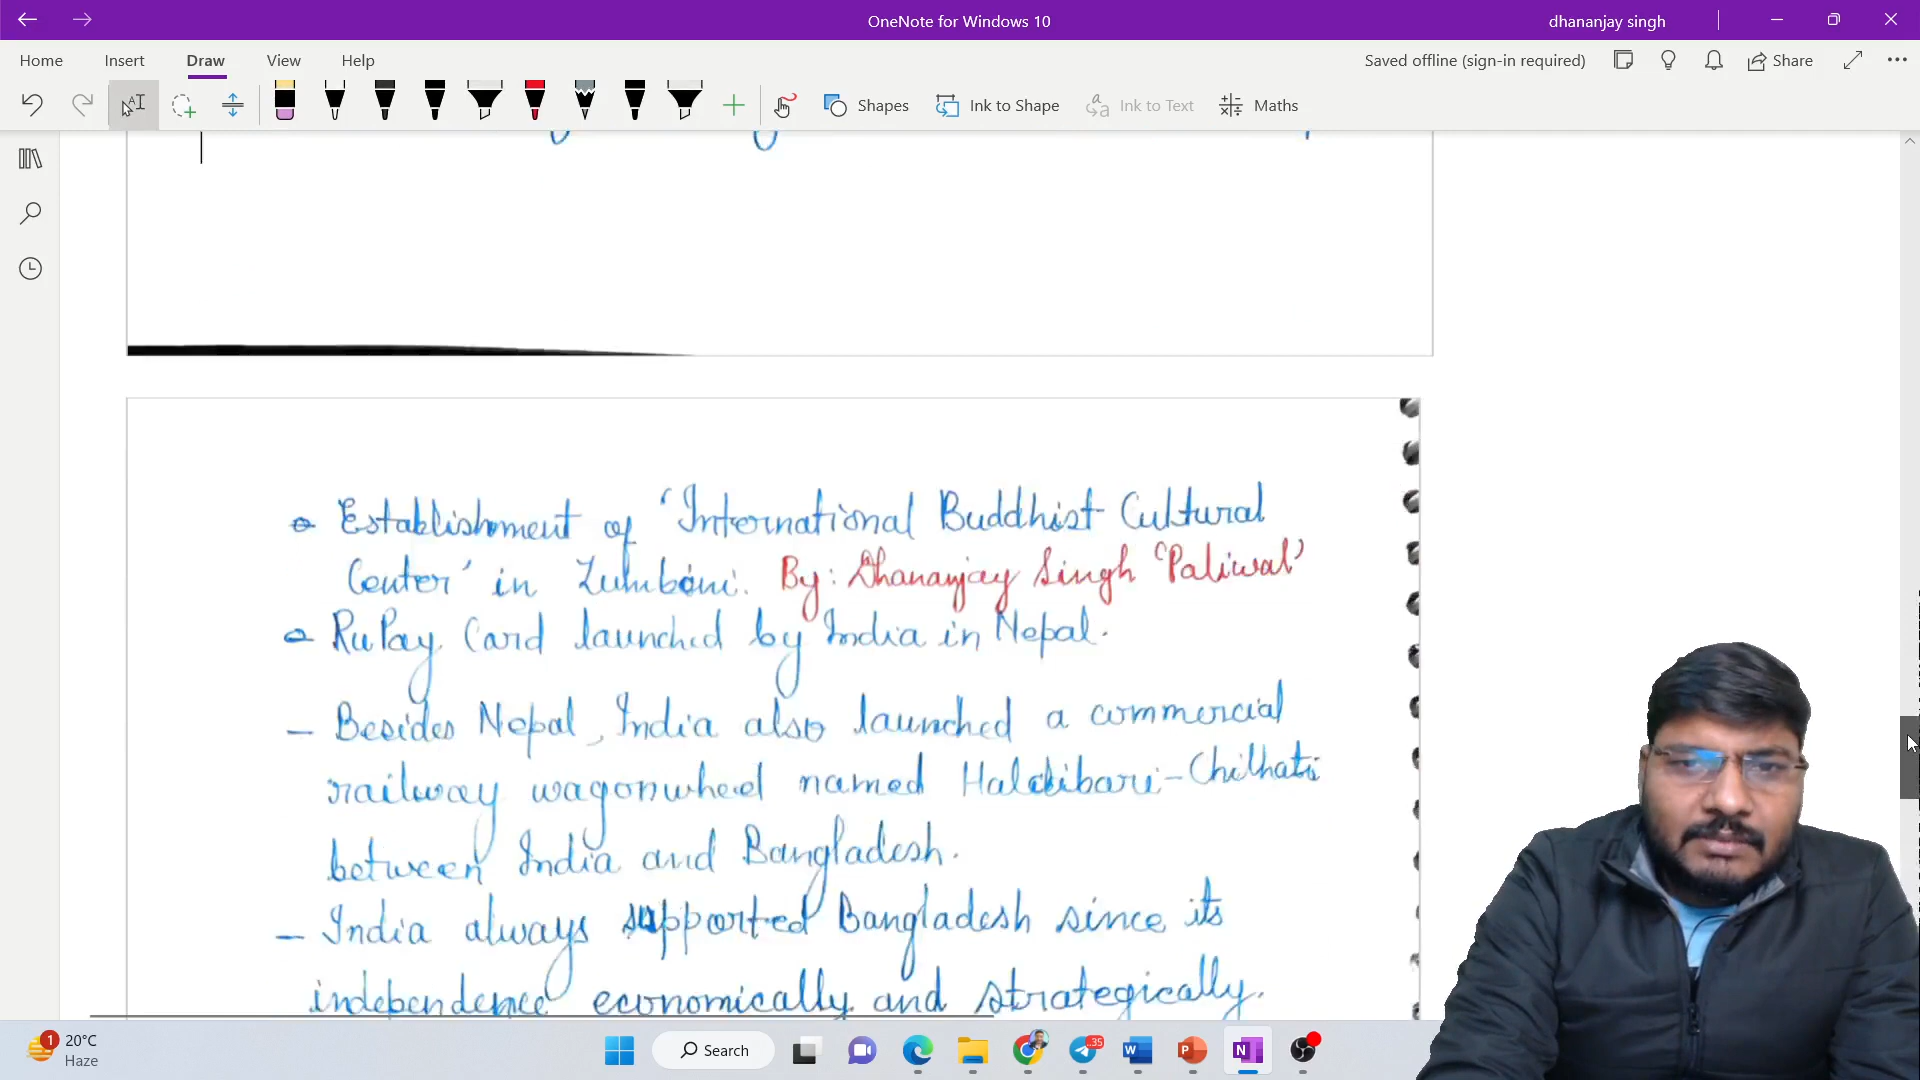 OneNote for Windows 10
dhananjay singh
Home Insert Draw View Help
Saved offline (sign-in required)
Share
Shapes
Ink to Shape
Ink to Text
Maths
Establishment of 'International Buddhist Cultural
Center' in Lumbini. By: Dhananjay Singh 'Paliwal'
RuPay Card launched by India in Nepal.
– Besides Nepal, India also launched a commercial
railway wagonwheel named Haldibari-Chilhati
between India and Bangladesh.
– India always supported Bangladesh since its
independence economically and strategically.
1
20°C
Haze
Search
35